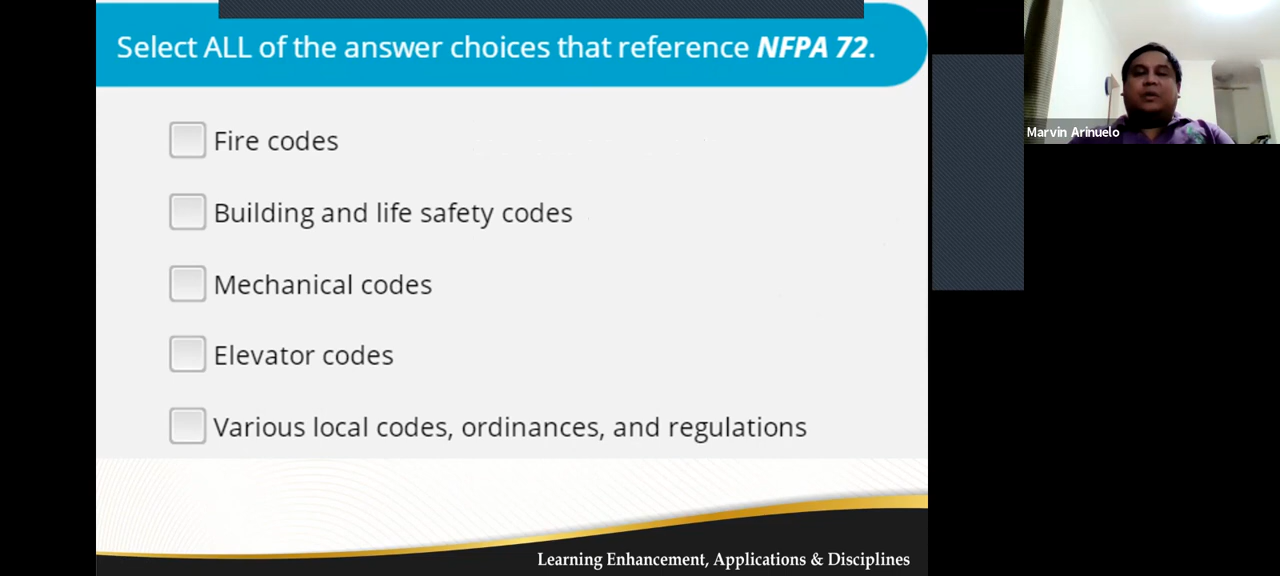 Select ALL of the answer choices that reference NFPA 72.
Fire codes
Building and life safety codes
Mechanical codes
Elevator codes
Various local codes, ordinances, and regulations
Learning Enhancement, Applications & Disciplines
Marvin Arinuelo